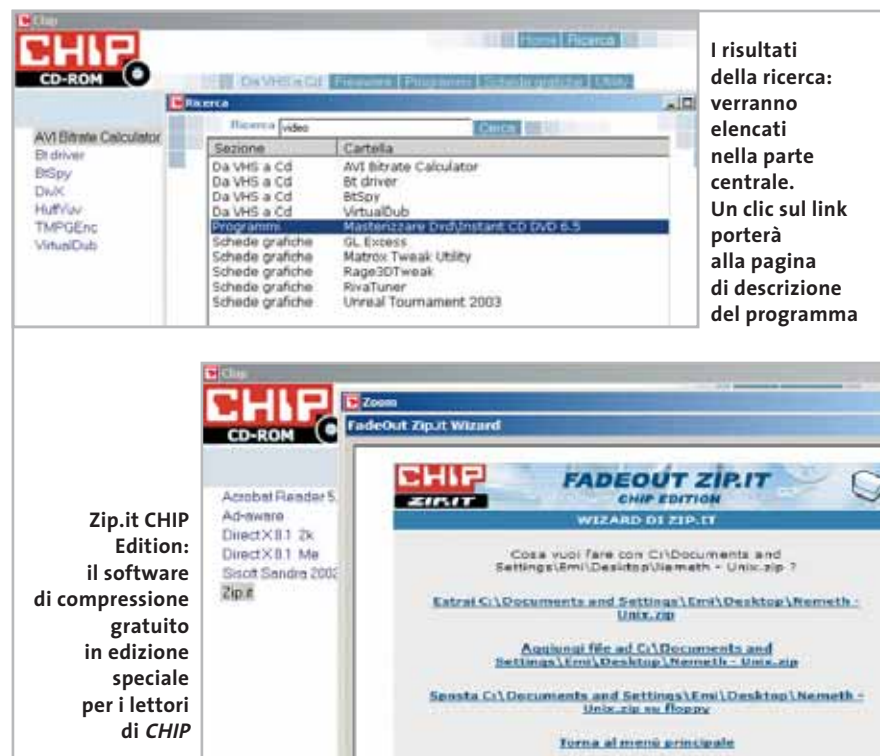 Chip
CHIP
CD-ROM
Home Ricerca
Da VHS a Cd Freeware Programmi Schede grafiche Utility
AVI Bitrate Calculator
Bt driver
BtSpy
DivX
HuffYuv
TMPGEnc
VirtualDub
Ricerca
Ricerca video Cerca
Sezione Cartella
Da VHS a Cd AVI Bitrate Calculator
Da VHS a Cd Bt driver
Da VHS a Cd BtSpy
Da VHS a Cd VirtualDub
Programmi Masterizzare Dvd\Instant CD DVD 6.5
Schede grafiche GL Excess
Schede grafiche Matrox Tweak Utility
Schede grafiche Rage3DTweak
Schede grafiche RivaTuner
Schede grafiche Unreal Tournament 2003
I risultati
della ricerca:
verranno
elencati
nella parte
centrale.
Un clic sul link
porterà
alla pagina
di descrizione
del programma
Zip.it CHIP
Edition:
il software
di compressione
gratuito
in edizione
speciale
per i lettori
di CHIP
Chip
CHIP
CD-ROM
Acrobat Reader 5.
Ad-aware
DirectX 8.1 2k
DirectX 8.1 Me
Sisoft Sandra 2002
Zip.it
Zoom
FadeOut Zip.it Wizard
CHIP
ZIP.IT
FADEOUT ZIP.IT
CHIP EDITION
WIZARD DI ZIP.IT
Cosa vuoi fare con C:\Documents and
Settings\Emi\Desktop\Nemeth - Unix.zip ?
Estrai C:\Documents and Settings\Emi\Desktop\Nemeth -
Unix.zip
Aggiungi file ad C:\Documents and
Settings\Emi\Desktop\Nemeth - Unix.zip
Sposta C:\Documents and Settings\Emi\Desktop\Nemeth -
Unix.zip su floppy
Torna al menù principale